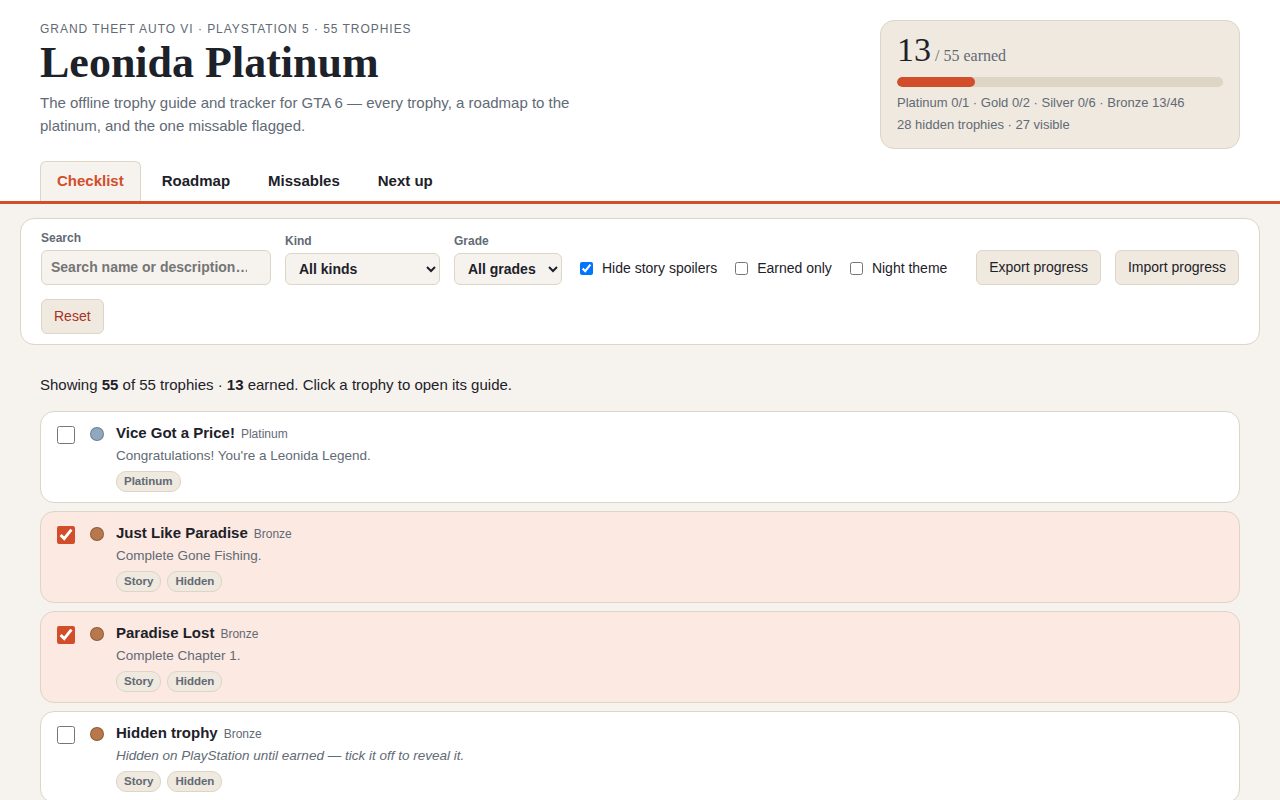 GRAND THEFT AUTO VI · PLAYSTATION 5 · 55 TROPHIES
Leonida Platinum
The offline trophy guide and tracker for GTA 6 — every trophy, a roadmap to the
platinum, and the one missable flagged.
13 / 55 earned
Platinum 0/1 · Gold 0/2 · Silver 0/6 · Bronze 13/46
28 hidden trophies · 27 visible
Checklist Roadmap Missables Next up
Search
Search name or description…
Kind
All kinds
Grade
All grades
Hide story spoilers
Earned only
Night theme
Export progress
Import progress
Reset
Showing 55 of 55 trophies · 13 earned. Click a trophy to open its guide.
Vice Got a Price! Platinum
Congratulations! You're a Leonida Legend.
Platinum
Just Like Paradise Bronze
Complete Gone Fishing.
Story Hidden
Paradise Lost Bronze
Complete Chapter 1.
Story Hidden
Hidden trophy Bronze
Hidden on PlayStation until earned — tick it off to reveal it.
Story Hidden